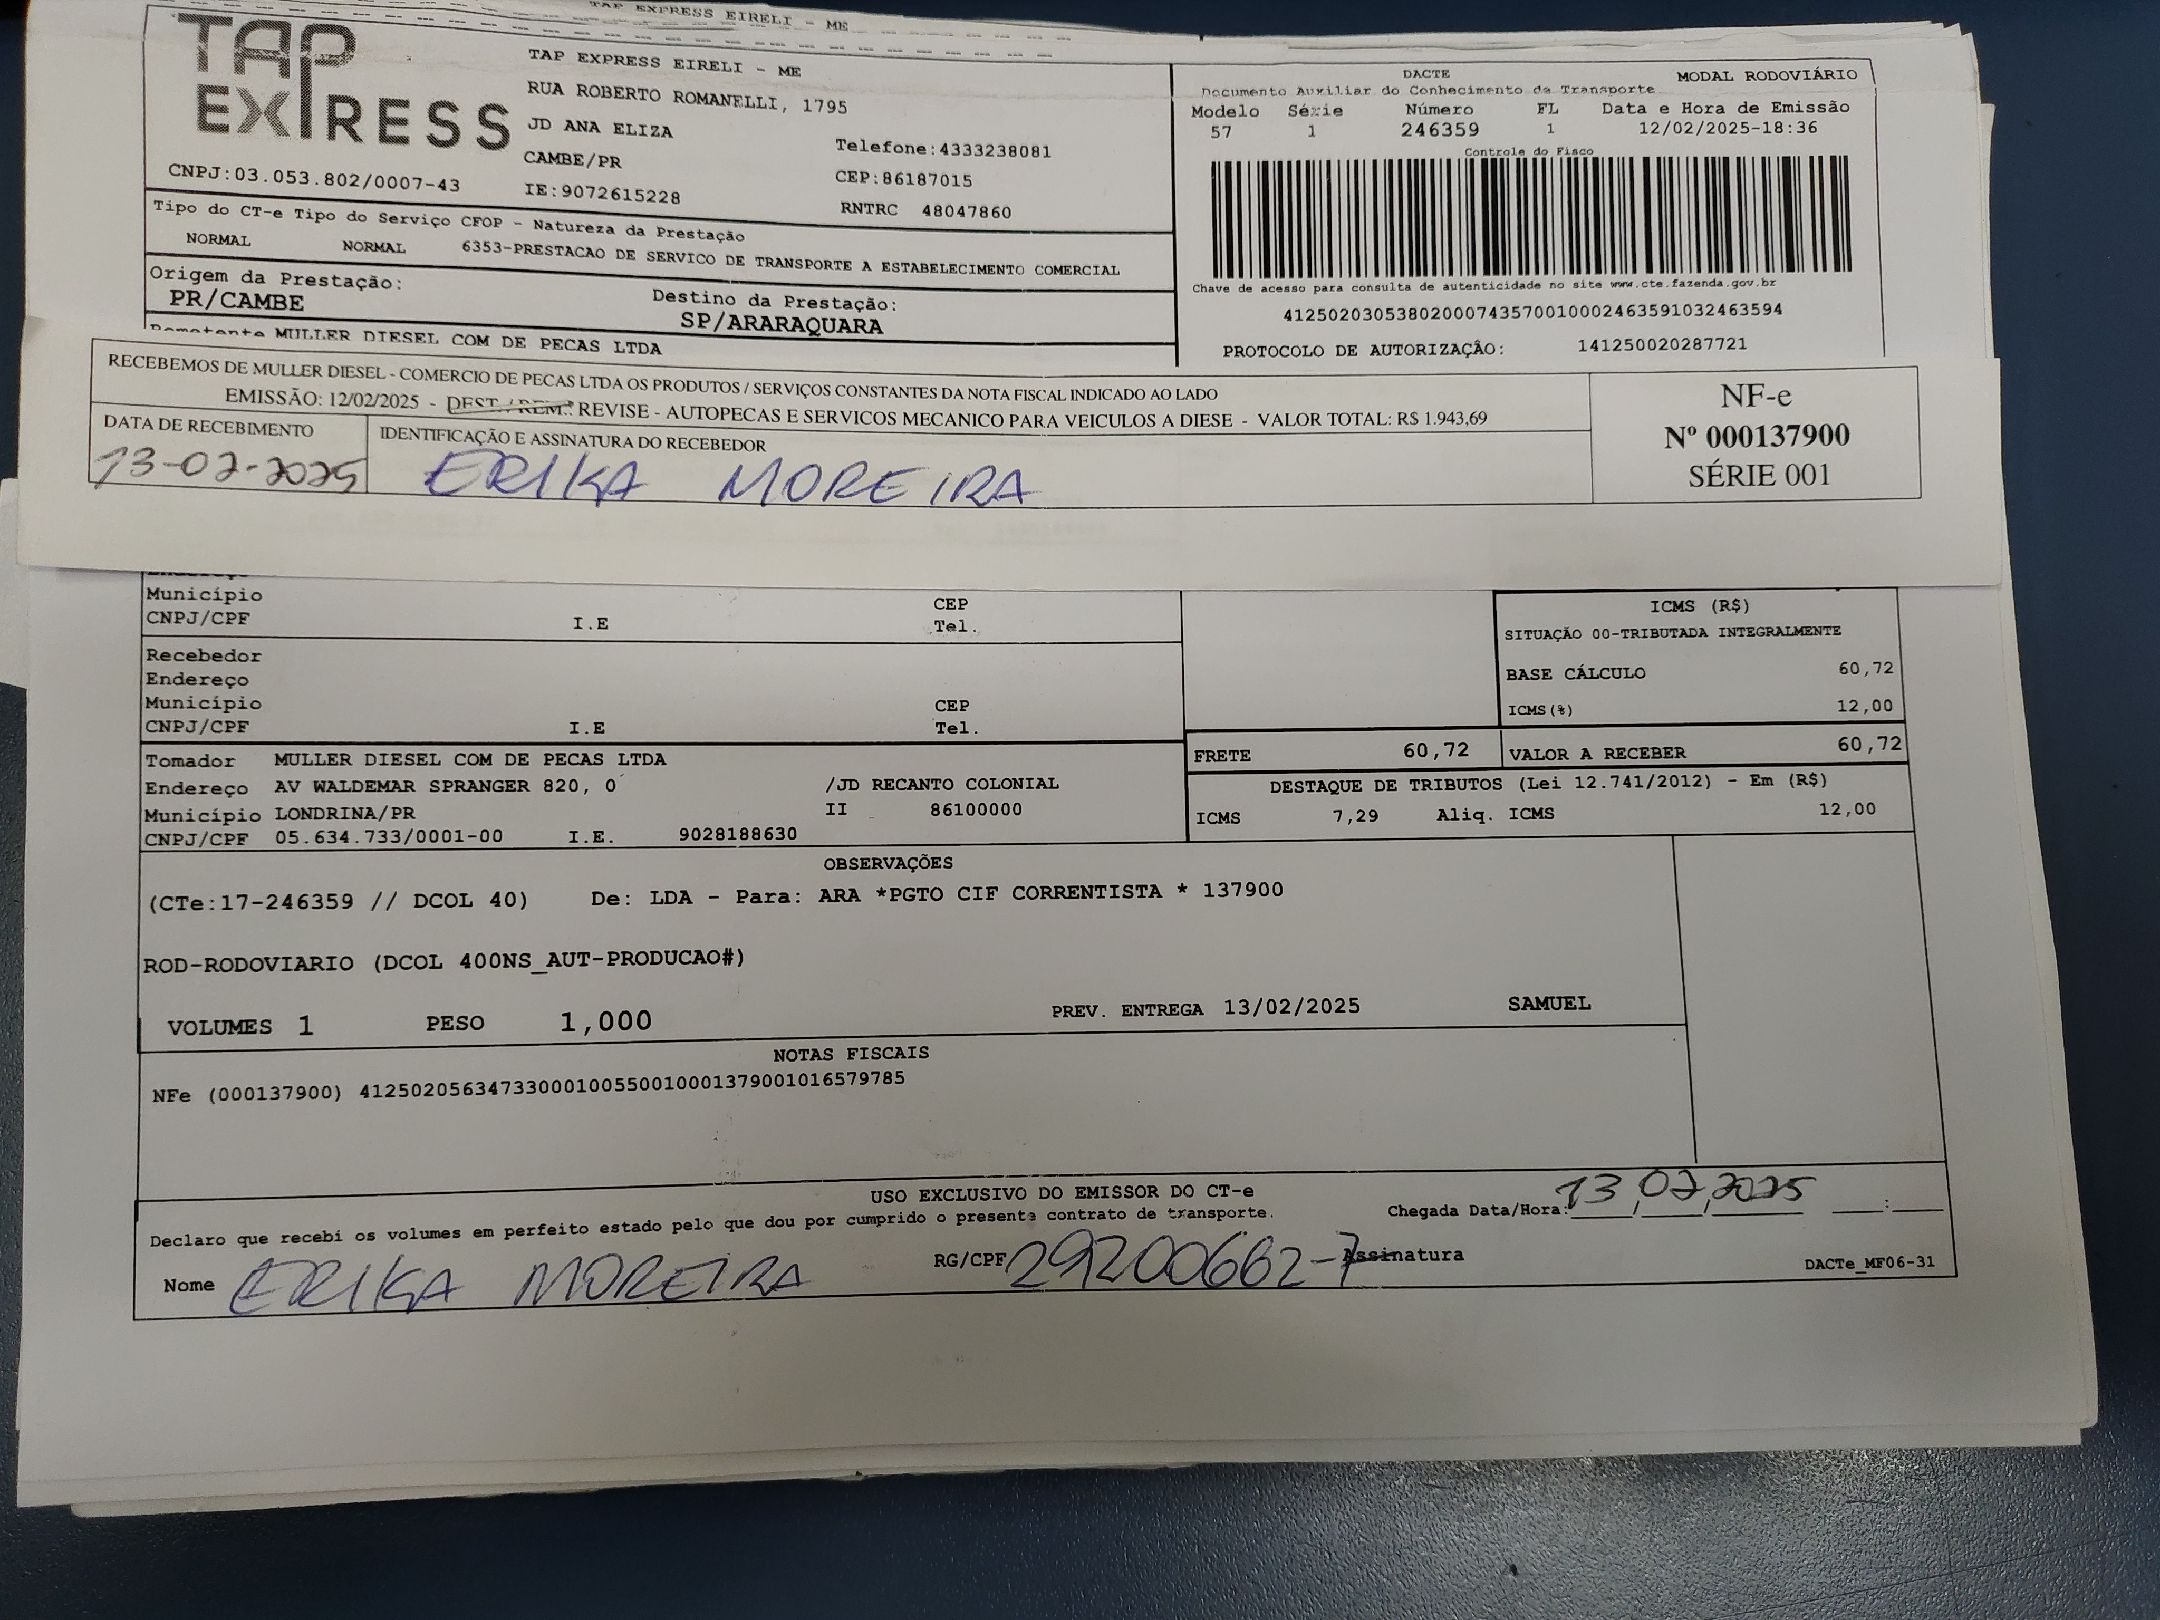 TAP EXPRESS EIRELI - ME
TAP EXPRESS
TAP EXPRESS EIRELI - ME
RUA ROBERTO ROMANELLI, 1795
JD ANA ELIZA
CAMBE/PR
Telefone:4333238081
CEP:86187015
CNPJ:03.053.802/0007-43
IE:9072615228
RNTRC 48047860
DACTE
MODAL RODOVIÁRIO
Documento Auxiliar do Conhecimento de Transporte
Modelo Série Número FL Data e Hora de Emissão
57 1 246359 1 12/02/2025-18:36
Controle do Fisco
Chave de acesso para consulta de autenticidade no site www.cte.fazenda.gov.br
41250203053802000743570010002463591032463594
PROTOCOLO DE AUTORIZAÇÃO: 141250020287721
Tipo do CT-e Tipo do Serviço CFOP - Natureza da Prestação
NORMAL NORMAL 6353-PRESTACAO DE SERVICO DE TRANSPORTE A ESTABELECIMENTO COMERCIAL
Origem da Prestação: Destino da Prestação:
PR/CAMBE SP/ARARAQUARA
Remetente MULLER DIESEL COM DE PECAS LTDA
RECEBEMOS DE MULLER DIESEL - COMERCIO DE PECAS LTDA OS PRODUTOS / SERVIÇOS CONSTANTES DA NOTA FISCAL INDICADO AO LADO
EMISSÃO: 12/02/2025 - DEST. / REM.: REVISE - AUTOPECAS E SERVICOS MECANICO PARA VEICULOS A DIESE - VALOR TOTAL: R$ 1.943,69
DATA DE RECEBIMENTO IDENTIFICAÇÃO E ASSINATURA DO RECEBEDOR
13-02-2025 ERIKA MOREIRA
NF-e
Nº 000137900
SÉRIE 001
Endereço
Município CEP
CNPJ/CPF I.E Tel.
Recebedor
Endereço
Município CEP
CNPJ/CPF I.E Tel.
ICMS (R$)
SITUAÇÃO 00-TRIBUTADA INTEGRALMENTE
BASE CÁLCULO 60,72
ICMS(%) 12,00
FRETE 60,72 VALOR A RECEBER 60,72
Tomador MULLER DIESEL COM DE PECAS LTDA
Endereço AV WALDEMAR SPRANGER 820, 0 /JD RECANTO COLONIAL
Município LONDRINA/PR II 86100000
CNPJ/CPF 05.634.733/0001-00 I.E. 9028188630
DESTAQUE DE TRIBUTOS (Lei 12.741/2012) - Em (R$)
ICMS 7,29 Aliq. ICMS 12,00
OBSERVAÇÕES
(CTe:17-246359 // DCOL 40) De: LDA - Para: ARA *PGTO CIF CORRENTISTA * 137900
ROD-RODOVIARIO (DCOL 400NS_AUT-PRODUCAO#)
VOLUMES 1 PESO 1,000 PREV. ENTREGA 13/02/2025 SAMUEL
NOTAS FISCAIS
NFe (000137900) 41250205634733000100550010001379001016579785
USO EXCLUSIVO DO EMISSOR DO CT-e
Declaro que recebi os volumes em perfeito estado pelo que dou por cumprido o presente contrato de transporte.
Chegada Data/Hora: 13/02/2025 :
Nome ERIKA MOREIRA RG/CPF 29200662-7 Assinatura
DACTe_MF06-31